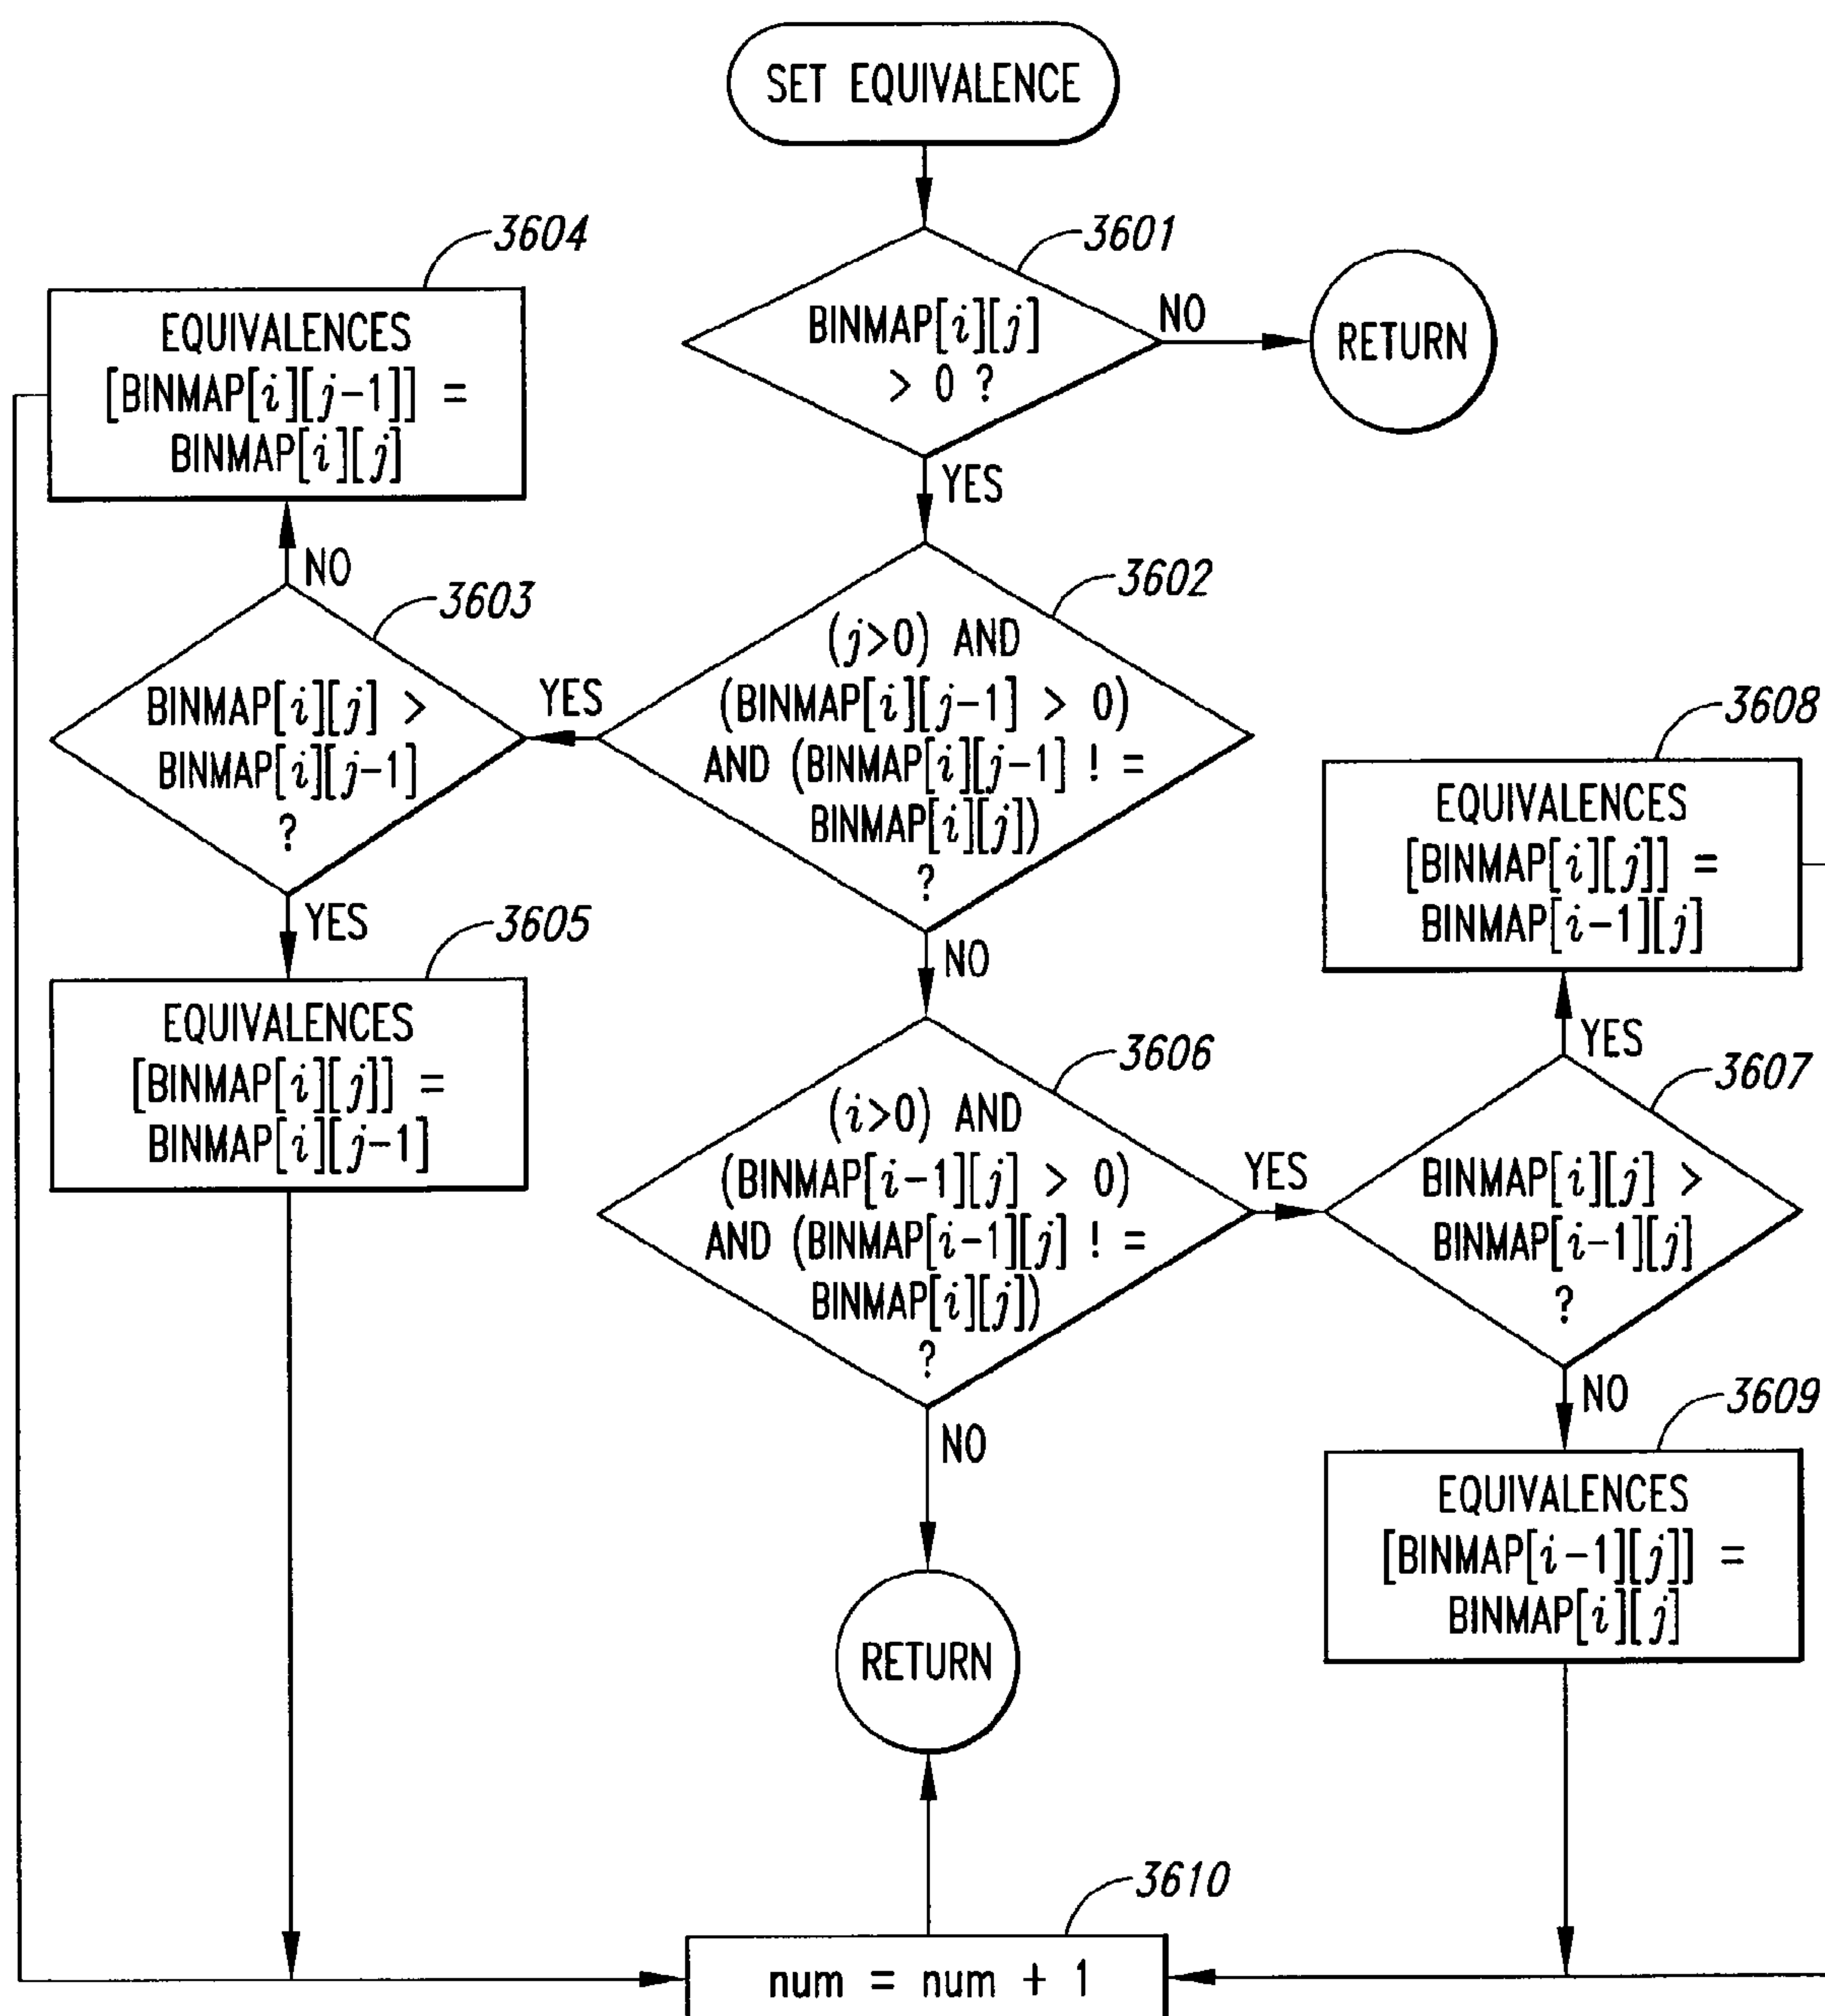 SET EQUIVALENCE
3601
BINMAP[i][j]
> 0 ?
NO
RETURN
YES
3602
(j>0) AND
(BINMAP[i][j-1] > 0)
AND (BINMAP[i][j-1] ! =
BINMAP[i][j])
?
YES
3603
BINMAP[i][j] >
BINMAP[i][j-1]
?
NO
3604
EQUIVALENCES
[BINMAP[i][j-1]] =
BINMAP[i][j]
YES
3605
EQUIVALENCES
[BINMAP[i][j]] =
BINMAP[i][j-1]
NO
3606
(i>0) AND
(BINMAP[i-1][j] > 0)
AND (BINMAP[i-1][j] ! =
BINMAP[i][j])
?
YES
3607
BINMAP[i][j] >
BINMAP[i-1][j]
?
YES
3608
EQUIVALENCES
[BINMAP[i][j]] =
BINMAP[i-1][j]
NO
3609
EQUIVALENCES
[BINMAP[i-1][j]] =
BINMAP[i][j]
NO
RETURN
3610
num = num + 1